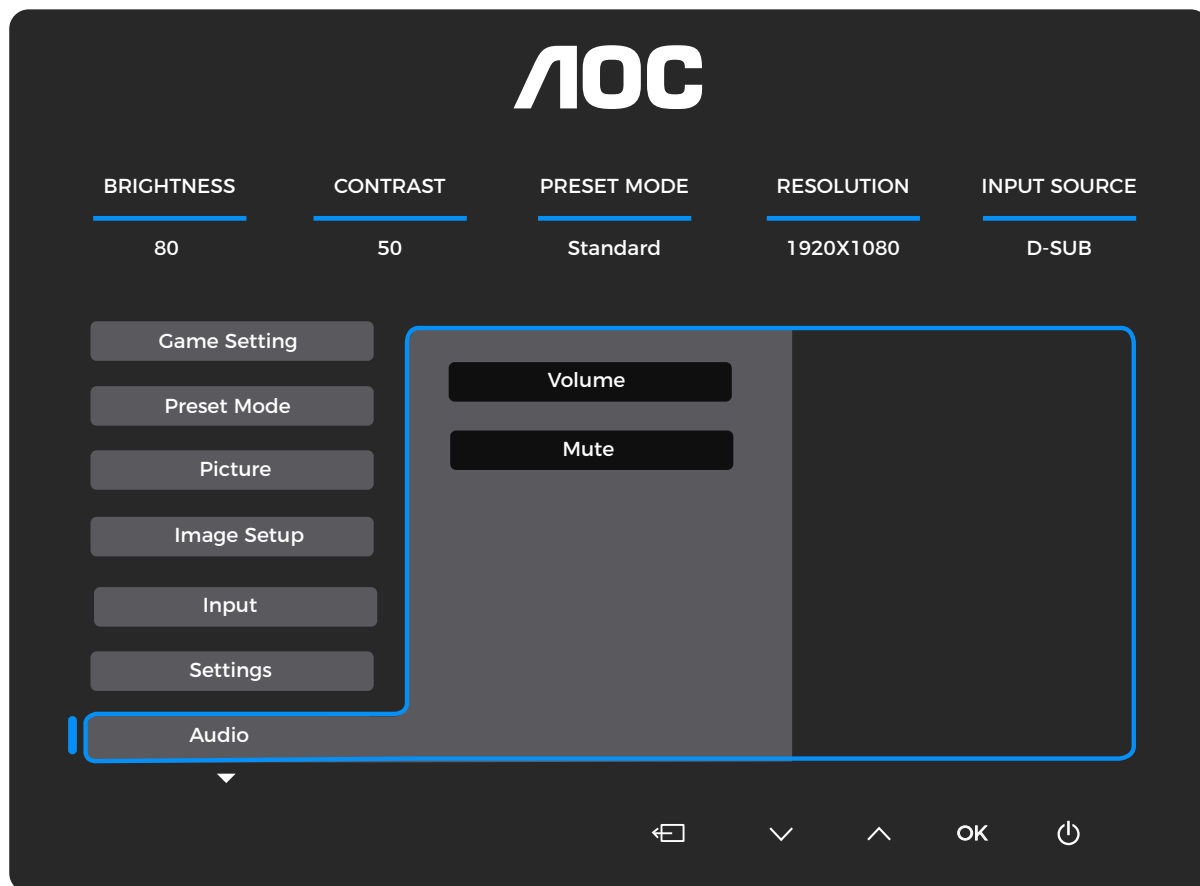 AOC
BRIGHTNESS CONTRAST PRESET MODE RESOLUTION INPUT SOURCE
80 50 Standard 1920X1080 D-SUB
Game Setting
Preset Mode
Picture
Image Setup
Input
Settings
Audio
Volume
Mute
OK